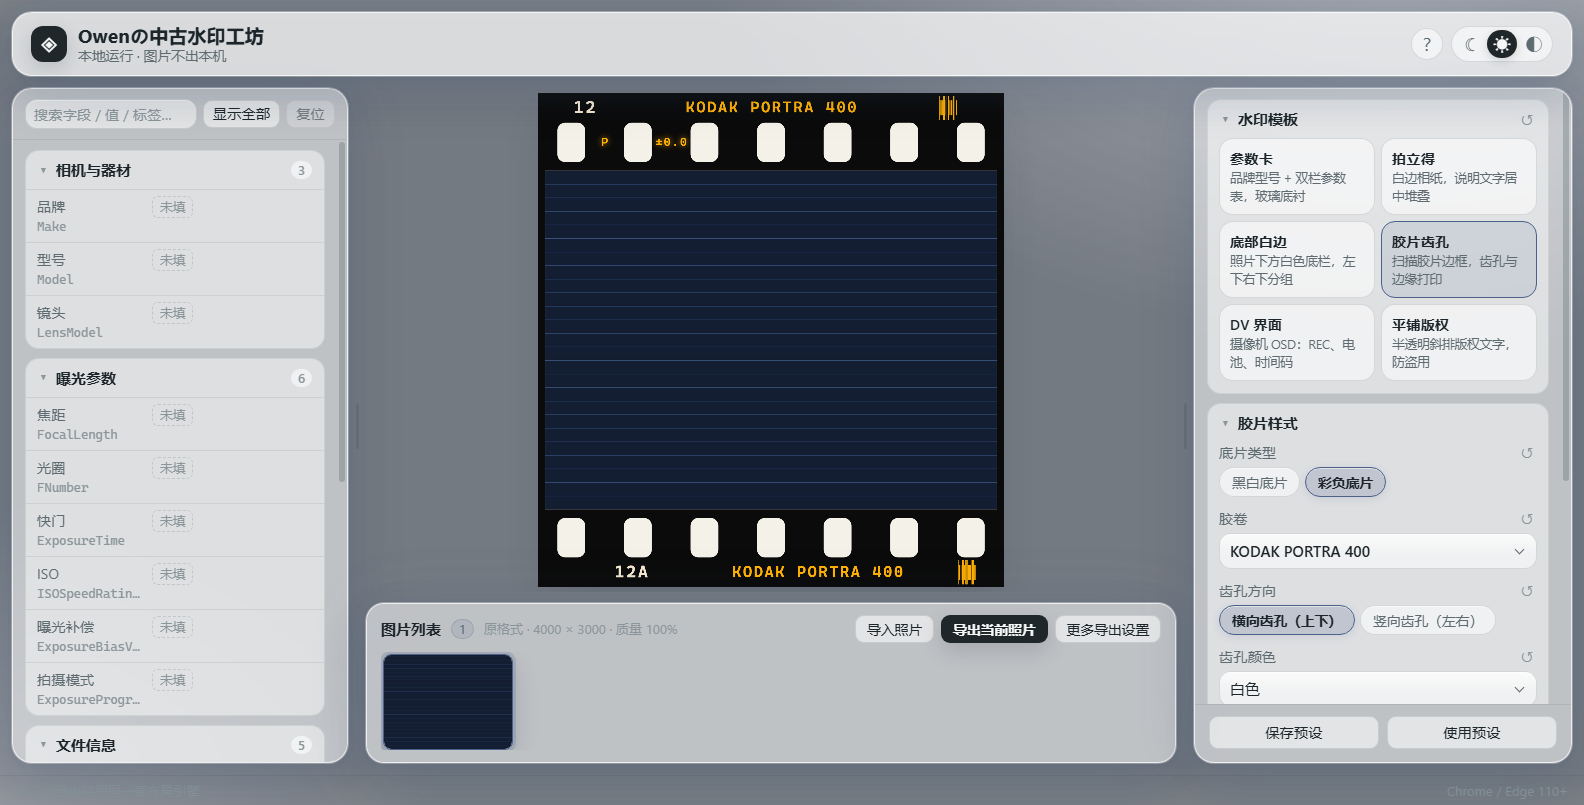 Owenの中古水印工坊
本地运行 · 图片不出本机
?
搜索字段 / 值 / 标签...
显示全部
复位
相机与器材
3
品牌
未填
Make
型号
未填
Model
镜头
未填
LensModel
曝光参数
6
焦距
未填
FocalLength
光圈
未填
FNumber
快门
未填
ExposureTime
ISO
未填
ISOSpeedRatin…
曝光补偿
未填
ExposureBiasV…
拍摄模式
未填
ExposureProgr…
文件信息
5
12
KODAK PORTRA 400
P
±0.0
12A
KODAK PORTRA 400
图片列表
1
原格式 · 4000 × 3000 · 质量 100%
导入照片
导出当前照片
更多导出设置
水印模板
参数卡
品牌型号 + 双栏参数
表，玻璃底衬
拍立得
白边相纸，说明文字居
中堆叠
底部白边
照片下方白色底栏，左
下右下分组
胶片齿孔
扫描胶片边框，齿孔与
边缘打印
DV 界面
摄像机 OSD：REC、电
池、时间码
平铺版权
半透明斜排版权文字，
防盗用
胶片样式
底片类型
黑白底片
彩负底片
胶卷
KODAK PORTRA 400
齿孔方向
横向齿孔（上下）
竖向齿孔（左右）
齿孔颜色
白色
保存预设
使用预设
Chrome / Edge 110+